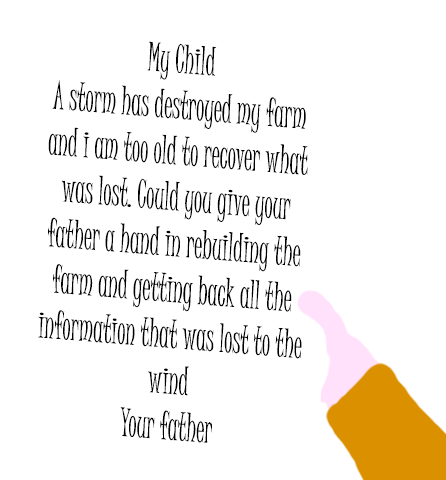 My Child
A storm has destroyed my farm
and i am too old to recover what
was lost. Could you give your
father a hand in rebuilding the
farm and getting back all the
information that was lost to the
wind
Your father